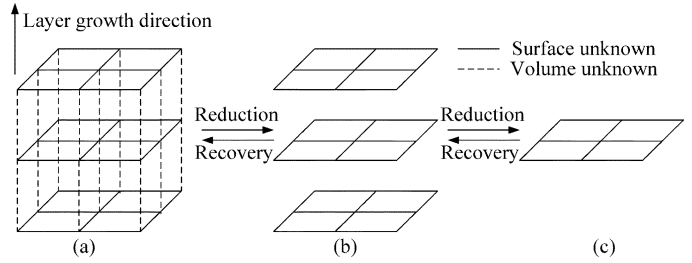 Layer growth direction
Surface unknown
Volume unknown
Reduction
Recovery
Reduction
Recovery
(a)
(b)
(c)